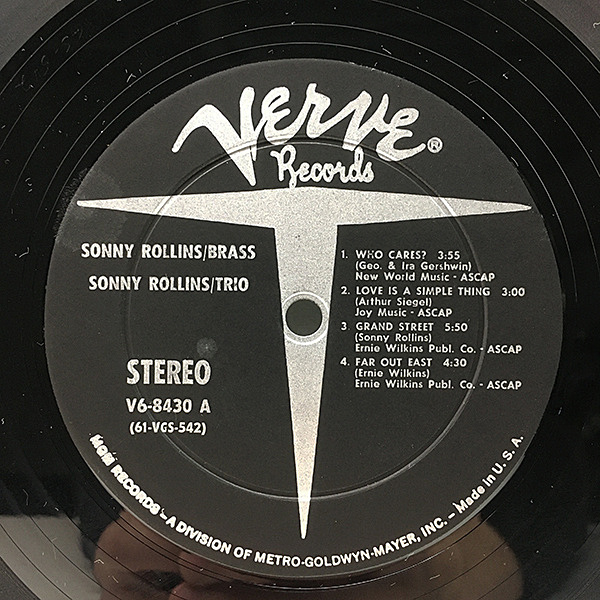 Verve®
Records
SONNY ROLLINS/BRASS
SONNY ROLLINS/TRIO
STEREO
V6-8430 A
(61-VGS-542)
1. WHO CARES? 3:55
(Geo. & Ira Gershwin)
New World Music - ASCAP
2. LOVE IS A SIMPLE THING 3:00
(Arthur Siegel)
Joy Music - ASCAP
3. GRAND STREET 5:50
(Sonny Rollins)
Ernie Wilkins Publ. Co. - ASCAP
4. FAR OUT EAST 4:30
(Ernie Wilkins)
Ernie Wilkins Publ. Co. - ASCAP
MGM RECORDS – A DIVISION OF METRO-GOLDWYN-MAYER, INC. – Made in U. S. A.